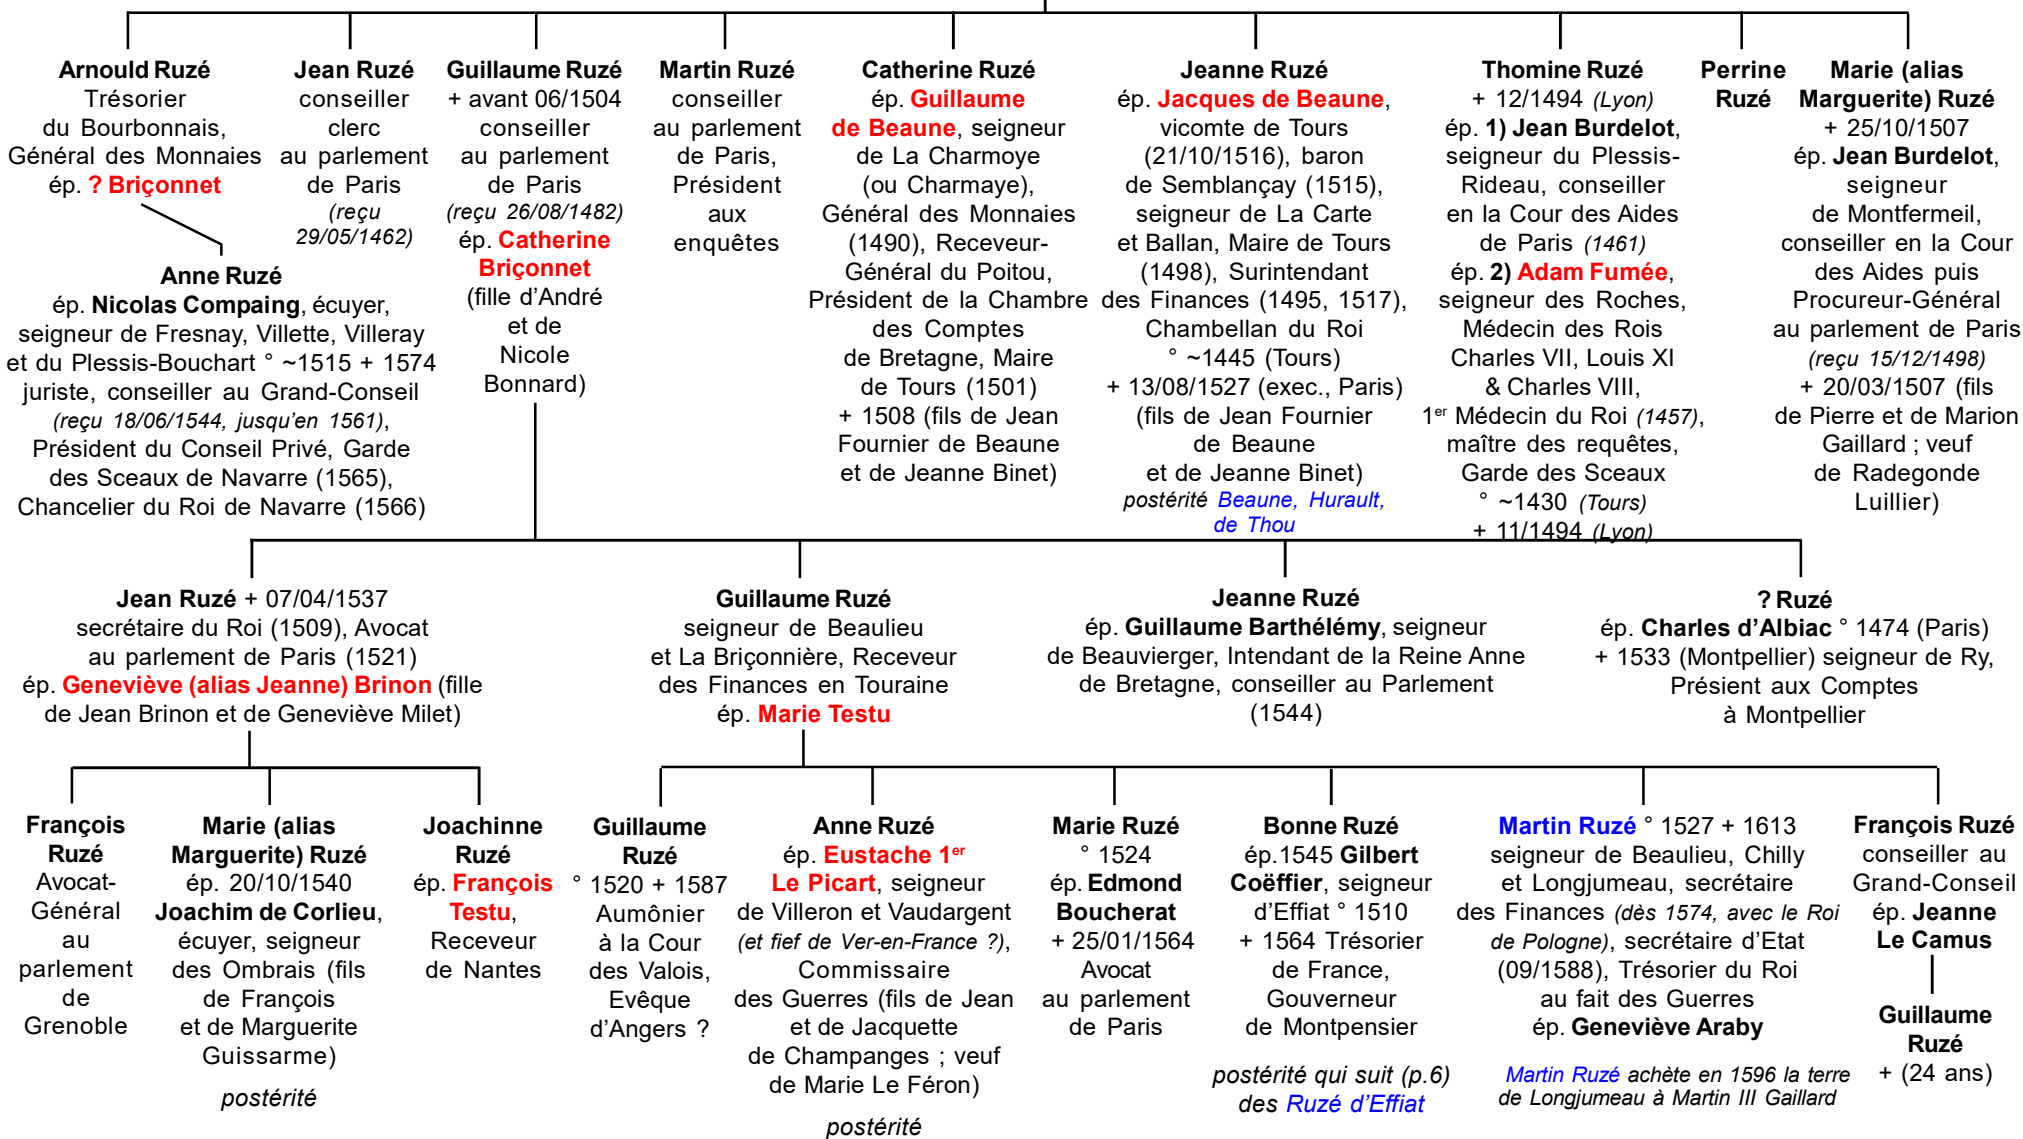 Arnould Ruzé
Trésorier
du Bourbonnais,
Général des Monnaies
ép. ? Briçonnet
Jean Ruzé
conseiller
clerc
au parlement
de Paris
(reçu
29/05/1462)
Guillaume Ruzé
+ avant 06/1504
conseiller
au parlement
de Paris
(reçu 26/08/1482)
ép. Catherine
Briçonnet
(fille d'André
et de
Nicole
Bonnard)
Martin Ruzé
conseiller
au parlement
de Paris,
Président
aux
enquêtes
Catherine Ruzé
ép. Guillaume
de Beaune, seigneur
de La Charmoye
(ou Charmaye),
Général des Monnaies
(1490), Receveur-
Général du Poitou,
Président de la Chambre
des Comptes
de Bretagne, Maire
de Tours (1501)
+ 1508 (fils de Jean
Fournier de Beaune
et de Jeanne Binet)
Jeanne Ruzé
ép. Jacques de Beaune,
vicomte de Tours
(21/10/1516), baron
de Semblançay (1515),
seigneur de La Carte
et Ballan, Maire de Tours
(1498), Surintendant
des Finances (1495, 1517),
Chambellan du Roi
° ~1445 (Tours)
+ 13/08/1527 (exec., Paris)
(fils de Jean Fournier
de Beaune
et de Jeanne Binet)
postérité Beaune, Hurault,
de Thou
Thomine Ruzé
+ 12/1494 (Lyon)
ép. 1) Jean Burdelot,
seigneur du Plessis-
Rideau, conseiller
en la Cour des Aides
de Paris (1461)
ép. 2) Adam Fumée,
seigneur des Roches,
Médecin des Rois
Charles VII, Louis XI
& Charles VIII,
1er Médecin du Roi (1457),
maître des requêtes,
Garde des Sceaux
° ~1430 (Tours)
+ 11/1494 (Lyon)
Perrine
Ruzé
Marie (alias
Marguerite) Ruzé
+ 25/10/1507
ép. Jean Burdelot,
seigneur
de Montfermeil,
conseiller en la Cour
des Aides puis
Procureur-Général
au parlement de Paris
(reçu 15/12/1498)
+ 20/03/1507 (fils
de Pierre et de Marion
Gaillard ; veuf
de Radegonde
Luillier)
Anne Ruzé
ép. Nicolas Compaing, écuyer,
seigneur de Fresnay, Villette, Villeray
et du Plessis-Bouchart ° ~1515 + 1574
juriste, conseiller au Grand-Conseil
(reçu 18/06/1544, jusqu'en 1561),
Président du Conseil Privé, Garde
des Sceaux de Navarre (1565),
Chancelier du Roi de Navarre (1566)
Jean Ruzé + 07/04/1537
secrétaire du Roi (1509), Avocat
au parlement de Paris (1521)
ép. Geneviève (alias Jeanne) Brinon (fille
de Jean Brinon et de Geneviève Milet)
Guillaume Ruzé
seigneur de Beaulieu
et La Briçonnière, Receveur
des Finances en Touraine
ép. Marie Testu
Jeanne Ruzé
ép. Guillaume Barthélémy, seigneur
de Beauvierger, Intendant de la Reine Anne
de Bretagne, conseiller au Parlement
(1544)
? Ruzé
ép. Charles d'Albiac ° 1474 (Paris)
+ 1533 (Montpellier) seigneur de Ry,
Présient aux Comptes
à Montpellier
François
Ruzé
Avocat-
Général
au
parlement
de
Grenoble
Marie (alias
Marguerite) Ruzé
ép. 20/10/1540
Joachim de Corlieu,
écuyer, seigneur
des Ombrais (fils
de François
et de Marguerite
Guissarme)
postérité
Joachinne
Ruzé
ép. François
Testu,
Receveur
de Nantes
Guillaume
Ruzé
° 1520 + 1587
Aumônier
à la Cour
des Valois,
Evêque
d'Angers ?
Anne Ruzé
ép. Eustache 1er
Le Picart, seigneur
de Villeron et Vaudargent
(et fief de Ver-en-France ?),
Commissaire
des Guerres (fils de Jean
et de Jacquette
de Champanges ; veuf
de Marie Le Féron)
postérité
Marie Ruzé
° 1524
ép. Edmond
Boucherat
+ 25/01/1564
Avocat
au parlement
de Paris
Bonne Ruzé
ép.1545 Gilbert
Coëffier, seigneur
d'Effiat ° 1510
+ 1564 Trésorier
de France,
Gouverneur
de Montpensier
postérité qui suit (p.6)
des Ruzé d'Effiat
Martin Ruzé ° 1527 + 1613
seigneur de Beaulieu, Chilly
et Longjumeau, secrétaire
des Finances (dès 1574, avec le Roi
de Pologne), secrétaire d'Etat
(09/1588), Trésorier du Roi
au fait des Guerres
ép. Geneviève Araby
Martin Ruzé achète en 1596 la terre
de Longjumeau à Martin III Gaillard
François Ruzé
conseiller au
Grand-Conseil
ép. Jeanne
Le Camus
Guillaume
Ruzé
+ (24 ans)